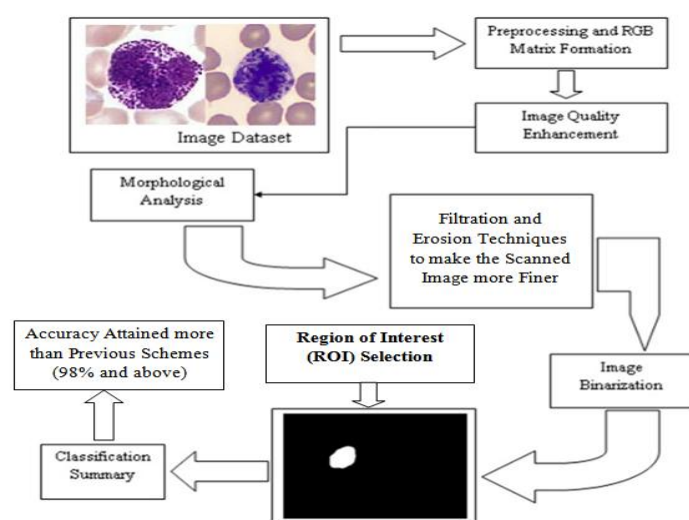 Image Dataset
Preprocessing and RGB
Matrix Formation
Image Quality
Enhancement
Morphological
Analysis
Filtration and
Erosion Techniques
to make the Scanned
Image more Finer
Image
Binarization
Region of Interest
(ROI) Selection
Classification
Summary
Accuracy Attained more
than Previous Schemes
(98% and above)